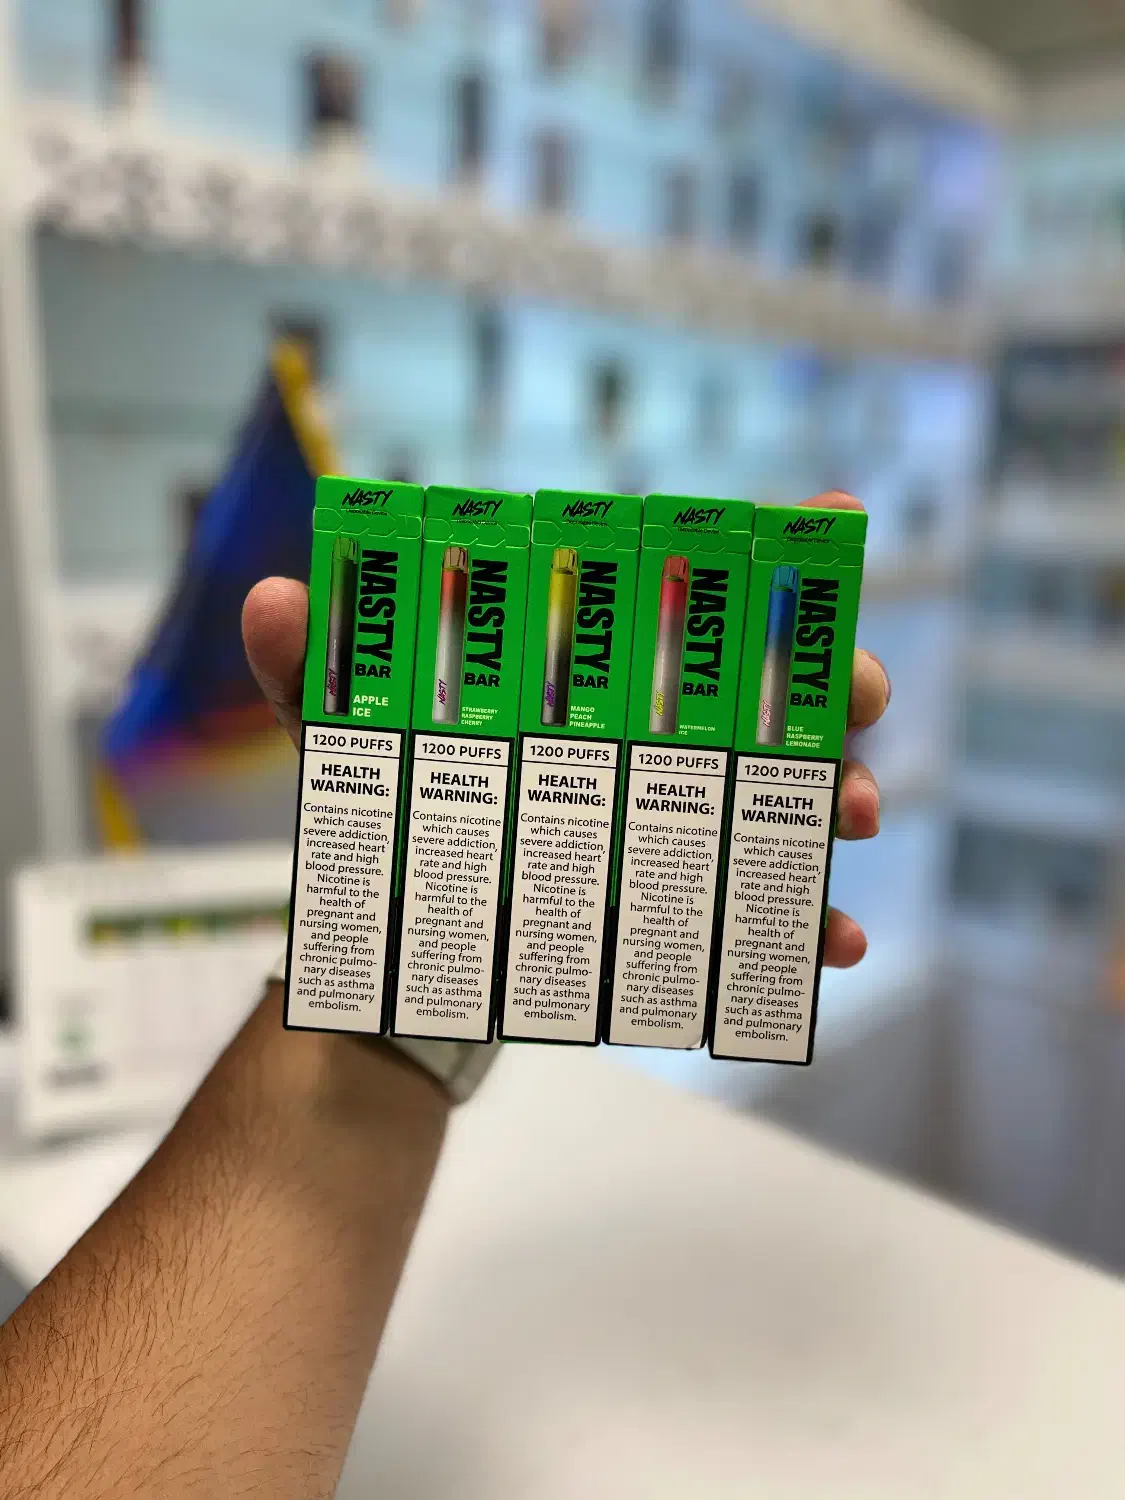 NASTY
NASTY
BAR
APPLE
ICE
1200 PUFFS
HEALTH
WARNING:
Contains nicotine
which causes
severe addiction,
increased heart
rate and high
blood pressure.
Nicotine is
harmful to the
health of
pregnant and
nursing women,
and people
suffering from
chronic pulmo-
nary diseases
such as asthma
and pulmonary
embolism.
NASTY
NASTY
BAR
STRAWBERRY
RASPBERRY
CHERRY
1200 PUFFS
HEALTH
WARNING:
Contains nicotine
which causes
severe addiction,
increased heart
rate and high
blood pressure.
Nicotine is
harmful to the
health of
pregnant and
nursing women,
and people
suffering from
chronic pulmo-
nary diseases
such as asthma
and pulmonary
embolism.
NASTY
NASTY
BAR
MANGO
PEACH
PINEAPPLE
1200 PUFFS
HEALTH
WARNING:
Contains nicotine
which causes
severe addiction,
increased heart
rate and high
blood pressure.
Nicotine is
harmful to the
health of
pregnant and
nursing women,
and people
suffering from
chronic pulmo-
nary diseases
such as asthma
and pulmonary
embolism.
NASTY
NASTY
BAR
WATERMELON
ICE
1200 PUFFS
HEALTH
WARNING:
Contains nicotine
which causes
severe addiction,
increased heart
rate and high
blood pressure.
Nicotine is
harmful to the
health of
pregnant and
nursing women,
and people
suffering from
chronic pulmo-
nary diseases
such as asthma
and pulmonary
embolism.
NASTY
NASTY
BAR
BLUE
RASPBERRY
LEMONADE
1200 PUFFS
HEALTH
WARNING:
Contains nicotine
which causes
severe addiction,
increased heart
rate and high
blood pressure.
Nicotine is
harmful to the
health of
pregnant and
nursing women,
and people
suffering from
chronic pulmo-
nary diseases
such as asthma
and pulmonary
embolism.